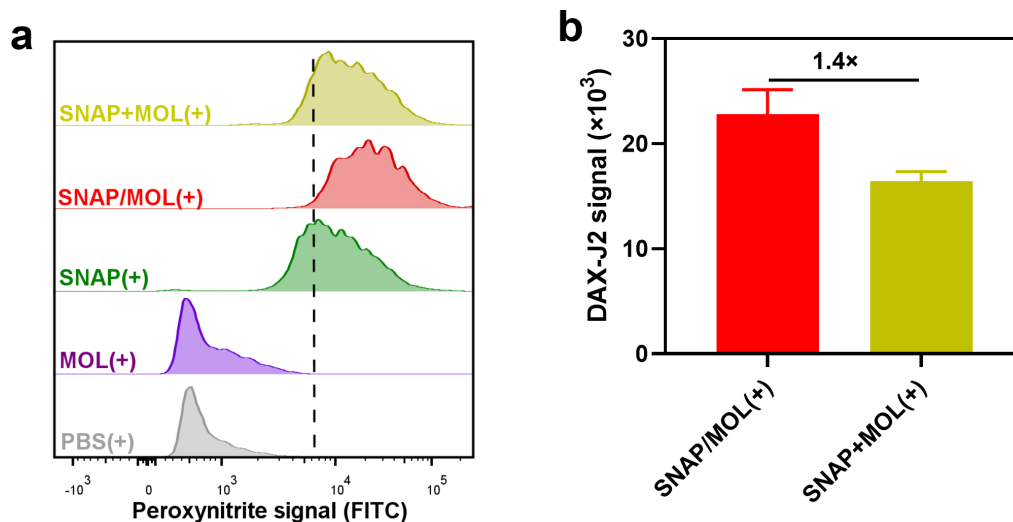 a
SNAP+MOL(+)
SNAP/MOL(+)
SNAP(+)
MOL(+)
PBS(+)
-10³ 0 10³ 10⁴ 10⁵
Peroxynitrite signal (FITC)
b
DAX-J2 signal (×10³)
30
20
10
0
1.4×
SNAP/MOL(+)
SNAP+MOL(+)